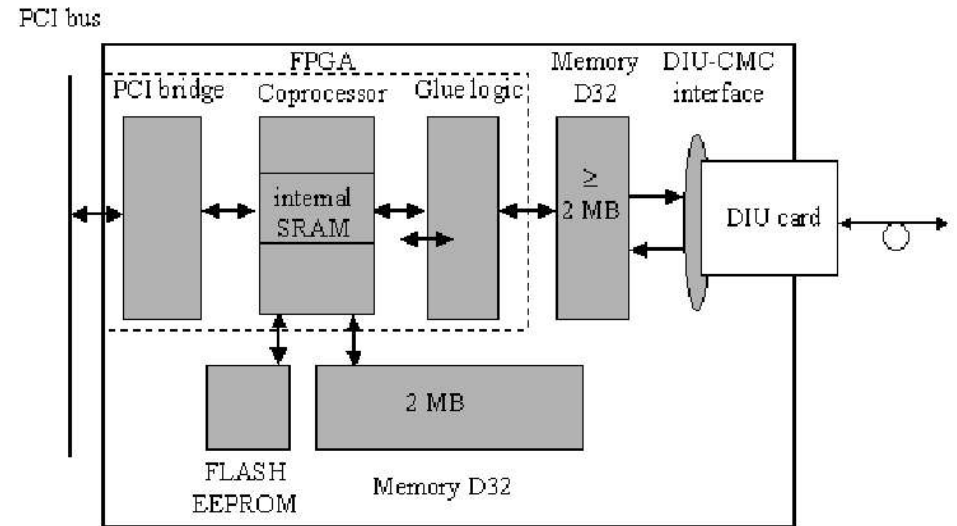 PCI bus
FPGA
Memory
D32
DIU-CMC
interface
PCI bridge
Coprocessor
Glue logic
internal
SRAM
≥
2 MB
DIU card
2 MB
FLASH
EEPROM
Memory D32